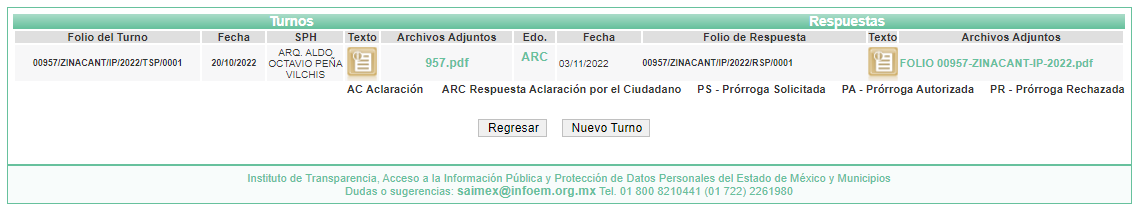 Turnos Respuestas
Folio del Turno Fecha SPH Texto Archivos Adjuntos Edo. Fecha Folio de Respuesta Texto Archivos Adjuntos
00957/ZINACANT/IP/2022/TSP/0001 20/10/2022 ARQ. ALDO OCTAVIO PEÑA VILCHIS 957.pdf ARC 03/11/2022 00957/ZINACANT/IP/2022/RSP/0001 FOLIO 00957-ZINACANT-IP-2022.pdf
AC Aclaración ARC Respuesta Aclaración por el Ciudadano PS - Prórroga Solicitada PA - Prórroga Autorizada PR - Prórroga Rechazada
Regresar Nuevo Turno
Instituto de Transparencia, Acceso a la Información Pública y Protección de Datos Personales del Estado de México y Municipios
Dudas o sugerencias: saimex@infoem.org.mx Tel. 01 800 8210441 (01 722) 2261980